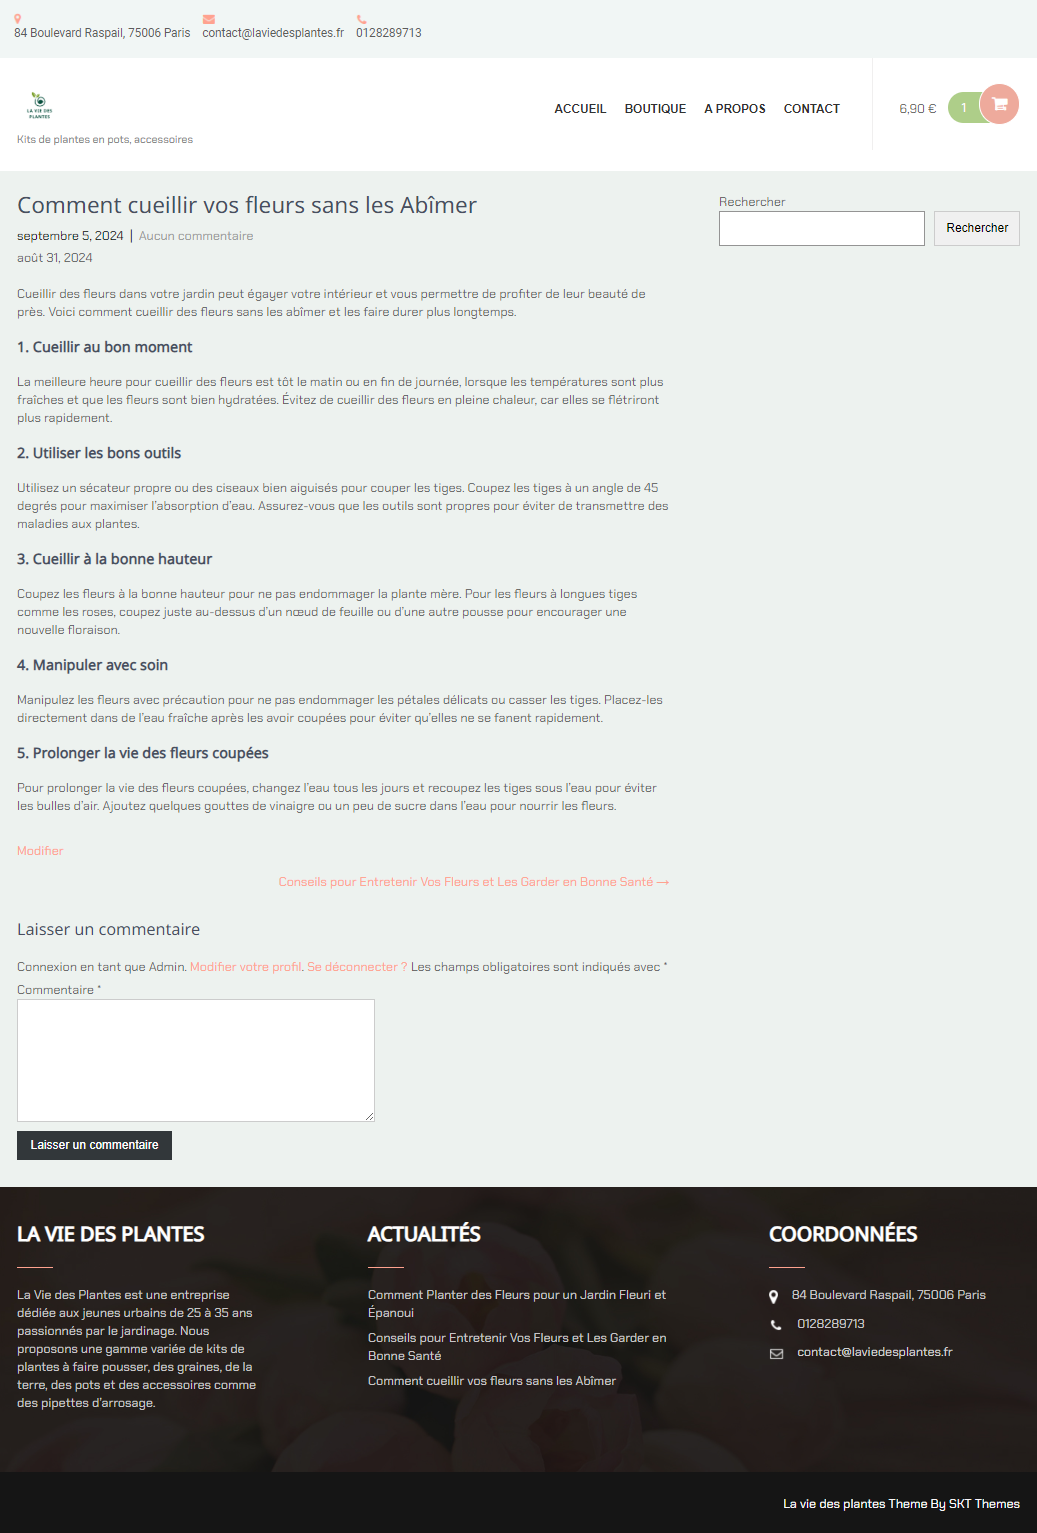 84 Boulevard Raspail, 75006 Paris
contact@laviedesplantes.fr
0128289713
LA VIE DES
PLANTES
Kits de plantes en pots, accessoires
ACCUEIL
BOUTIQUE
A PROPOS
CONTACT
6,90 €
1
Comment cueillir vos fleurs sans les Abîmer
septembre 5, 2024 | Aucun commentaire
août 31, 2024
Cueillir des fleurs dans votre jardin peut égayer votre intérieur et vous permettre de profiter de leur beauté de
près. Voici comment cueillir des fleurs sans les abîmer et les faire durer plus longtemps.
1. Cueillir au bon moment
La meilleure heure pour cueillir des fleurs est tôt le matin ou en fin de journée, lorsque les températures sont plus
fraîches et que les fleurs sont bien hydratées. Évitez de cueillir des fleurs en pleine chaleur, car elles se flétriront
plus rapidement.
2. Utiliser les bons outils
Utilisez un sécateur propre ou des ciseaux bien aiguisés pour couper les tiges. Coupez les tiges à un angle de 45
degrés pour maximiser l’absorption d’eau. Assurez-vous que les outils sont propres pour éviter de transmettre des
maladies aux plantes.
3. Cueillir à la bonne hauteur
Coupez les fleurs à la bonne hauteur pour ne pas endommager la plante mère. Pour les fleurs à longues tiges
comme les roses, coupez juste au-dessus d’un nœud de feuille ou d’une autre pousse pour encourager une
nouvelle floraison.
4. Manipuler avec soin
Manipulez les fleurs avec précaution pour ne pas endommager les pétales délicats ou casser les tiges. Placez-les
directement dans de l’eau fraîche après les avoir coupées pour éviter qu’elles ne se fanent rapidement.
5. Prolonger la vie des fleurs coupées
Pour prolonger la vie des fleurs coupées, changez l’eau tous les jours et recoupez les tiges sous l’eau pour éviter
les bulles d’air. Ajoutez quelques gouttes de vinaigre ou un peu de sucre dans l’eau pour nourrir les fleurs.
Modifier
Conseils pour Entretenir Vos Fleurs et Les Garder en Bonne Santé →
Rechercher
Rechercher
Laisser un commentaire
Connexion en tant que Admin. Modifier votre profil. Se déconnecter ? Les champs obligatoires sont indiqués avec *
Commentaire *
Laisser un commentaire
LA VIE DES PLANTES
La Vie des Plantes est une entreprise
dédiée aux jeunes urbains de 25 à 35 ans
passionnés par le jardinage. Nous
proposons une gamme variée de kits de
plantes à faire pousser, des graines, de la
terre, des pots et des accessoires comme
des pipettes d’arrosage.
ACTUALITÉS
Comment Planter des Fleurs pour un Jardin Fleuri et
Épanoui
Conseils pour Entretenir Vos Fleurs et Les Garder en
Bonne Santé
Comment cueillir vos fleurs sans les Abîmer
COORDONNÉES
84 Boulevard Raspail, 75006 Paris
0128289713
contact@laviedesplantes.fr
La vie des plantes Theme By SKT Themes